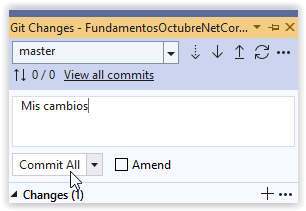 Git Changes - FundamentosOctubreNetCor...
master
0 / 0 View all commits
Mis cambios
Commit All Amend
Changes (1)